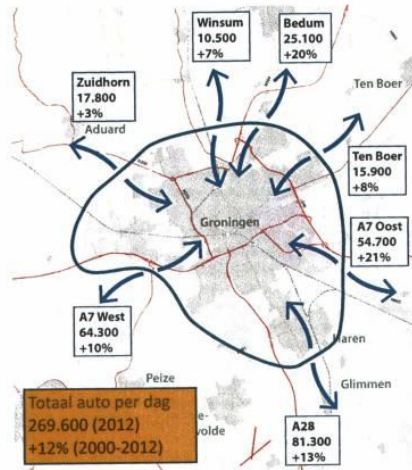 Winsum
10.500
+7%
Bedum
25.100
+20%
Zuidhorn
17.800
+3%
Aduard
Ten Boer
Ten Boer
15.900
+8%
Groningen
A7 Oost
54.700
+21%
A7 West
64.300
+10%
Haren
Peize
Glimmen
Totaal auto per dag
269.600 (2012)
+12% (2000-2012)
volde
A28
81.300
+13%